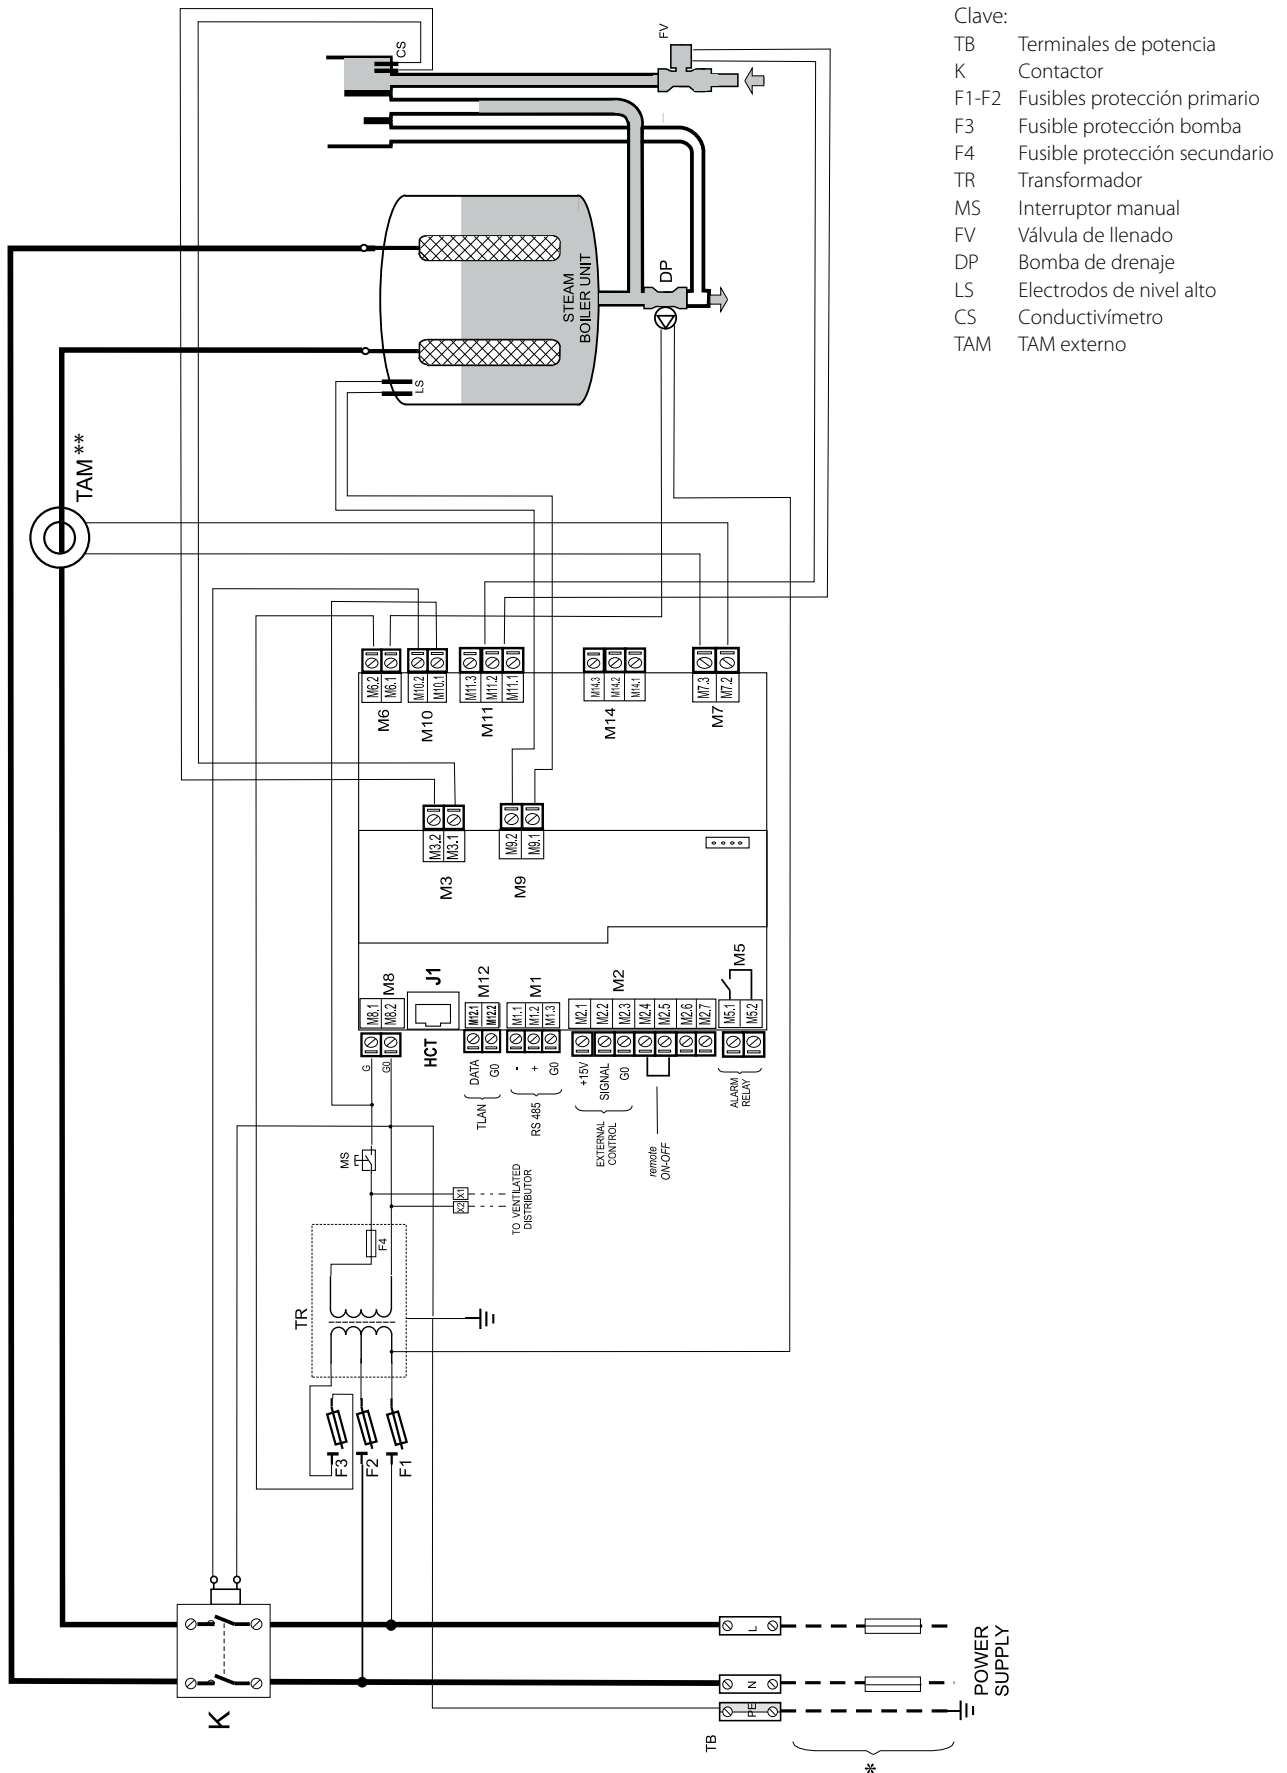 Clave:
TB Terminales de potencia
K Contactor
F1-F2 Fusibles protección primario
F3 Fusible protección bomba
F4 Fusible protección secundario
TR Transformador
MS Interruptor manual
FV Válvula de llenado
DP Bomba de drenaje
LS Electrodos de nivel alto
CS Conductivímetro
TAM TAM externo
CS
FV
STEAM
BOILER UNIT
DP
LS
TAM **
M6.2
M6.1
M10.2
M10.1
M11.3
M11.2
M11.1
M14.3
M14.2
M14.1
M7.3
M7.2
M6
M10
M11
M14
M7
M3.2
M3.1
M9.2
M9.1
M3
M9
M8.1
M8.2
M8
J1
HCT
M12.1
M12.2
M12
M1.1
M1.2
M1.3
M1
M2.1
M2.2
M2.3
M2.4
M2.5
M2.6
M2.7
M2
M5.1
M5.2
M5
G
G0
DATA
G0
TLAN
-
+
G0
RS 485
+15V
SIGNAL
G0
EXTERNAL
CONTROL
remote
ON-OFF
ALARM
RELAY
MS
X1
X2
TO VENTILATED
DISTRIBUTOR
F4
TR
F3
F2
F1
K
L
N
PE
TB
POWER
SUPPLY
*